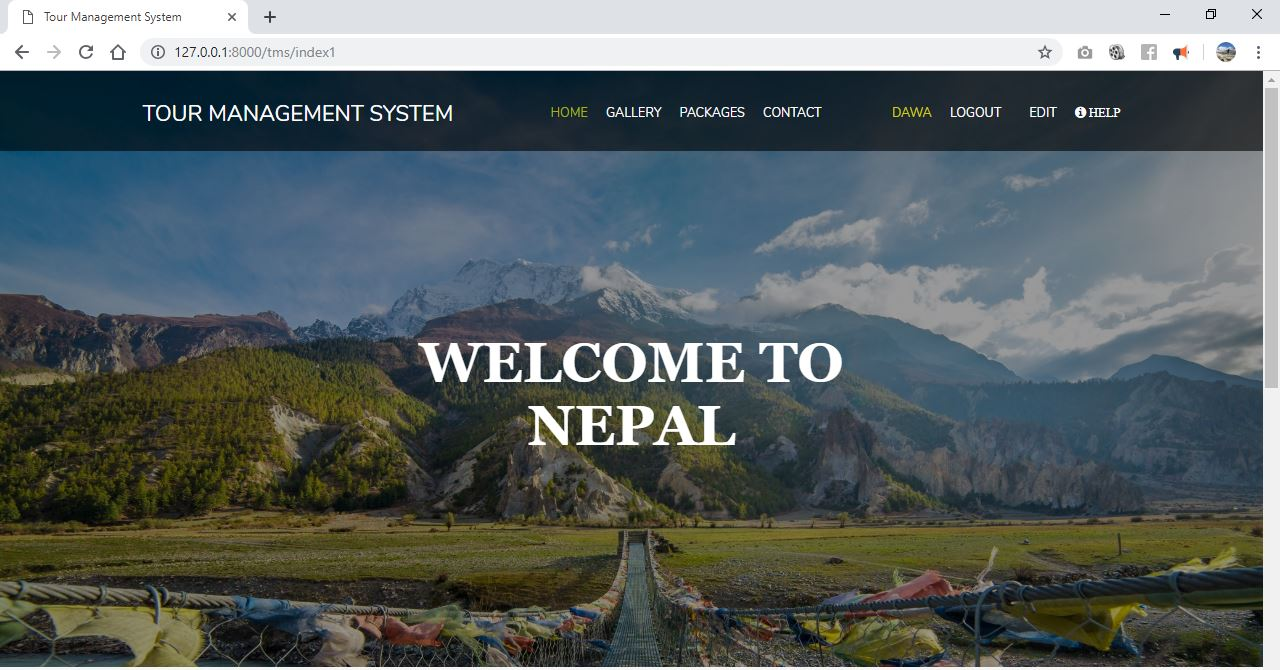 Tour Management System
127.0.0.1:8000/tms/index1
TOUR MANAGEMENT SYSTEM HOME GALLERY PACKAGES CONTACT DAWA LOGOUT EDIT HELP
WELCOME TO
NEPAL